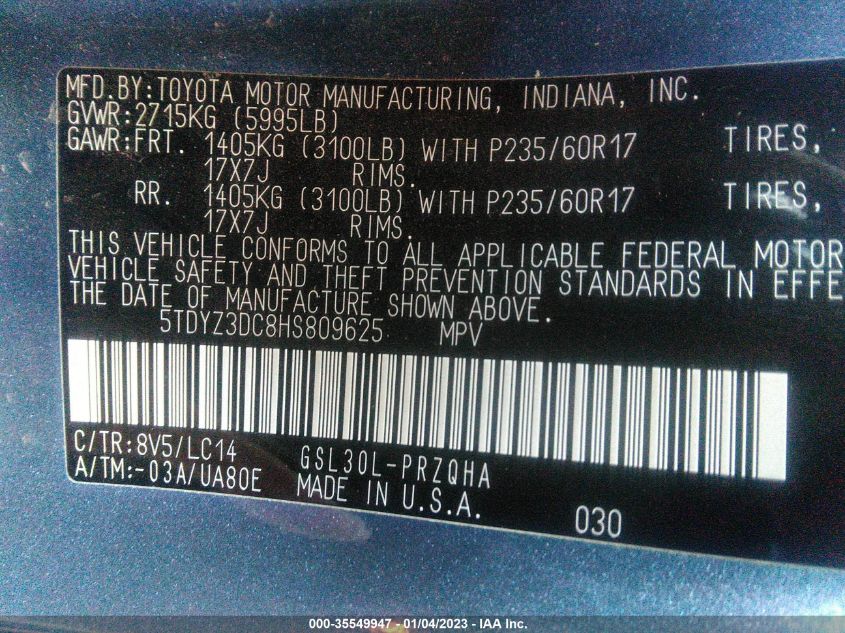 MFD.BY:TOYOTA MOTOR MANUFACTURING, INDIANA, INC.
GVWR:2715KG (5995LB)
GAWR:FRT. 1405KG (3100LB) WITH P235/60R17 TIRES,
17X7J RIMS.
RR. 1405KG (3100LB) WITH P235/60R17 TIRES,
17X7J RIMS.
THIS VEHICLE CONFORMS TO ALL APPLICABLE FEDERAL MOTOR
VEHICLE SAFETY AND THEFT PREVENTION STANDARDS IN EFFE
THE DATE OF MANUFACTURE SHOWN ABOVE.
5TDYZ3DC8HS809625 MPV
C/TR:8V5/LC14 GSL30L-PRZQHA
A/TM:-03A/UA80E MADE IN U.S.A.
030
000-35549947 - 01/04/2023 - IAA Inc.